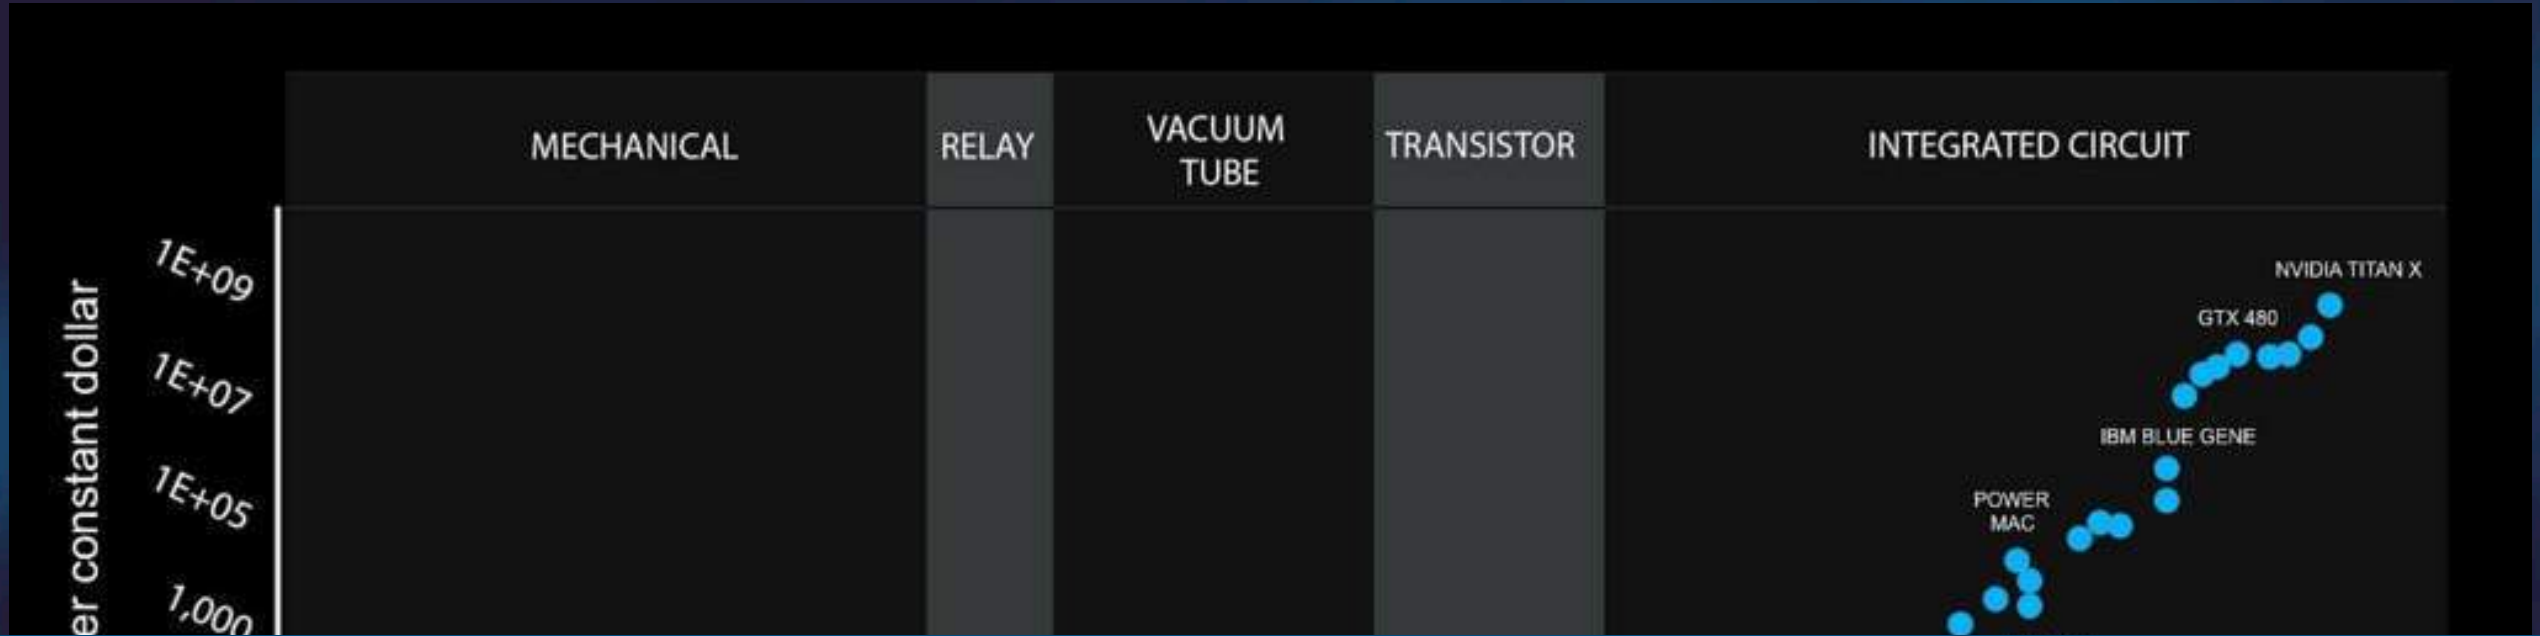 MECHANICAL
RELAY
VACUUM
TUBE
TRANSISTOR
INTEGRATED CIRCUIT
1E+09
1E+07
1E+05
1,000
er constant dollar
NVIDIA TITAN X
GTX 480
IBM BLUE GENE
POWER
MAC